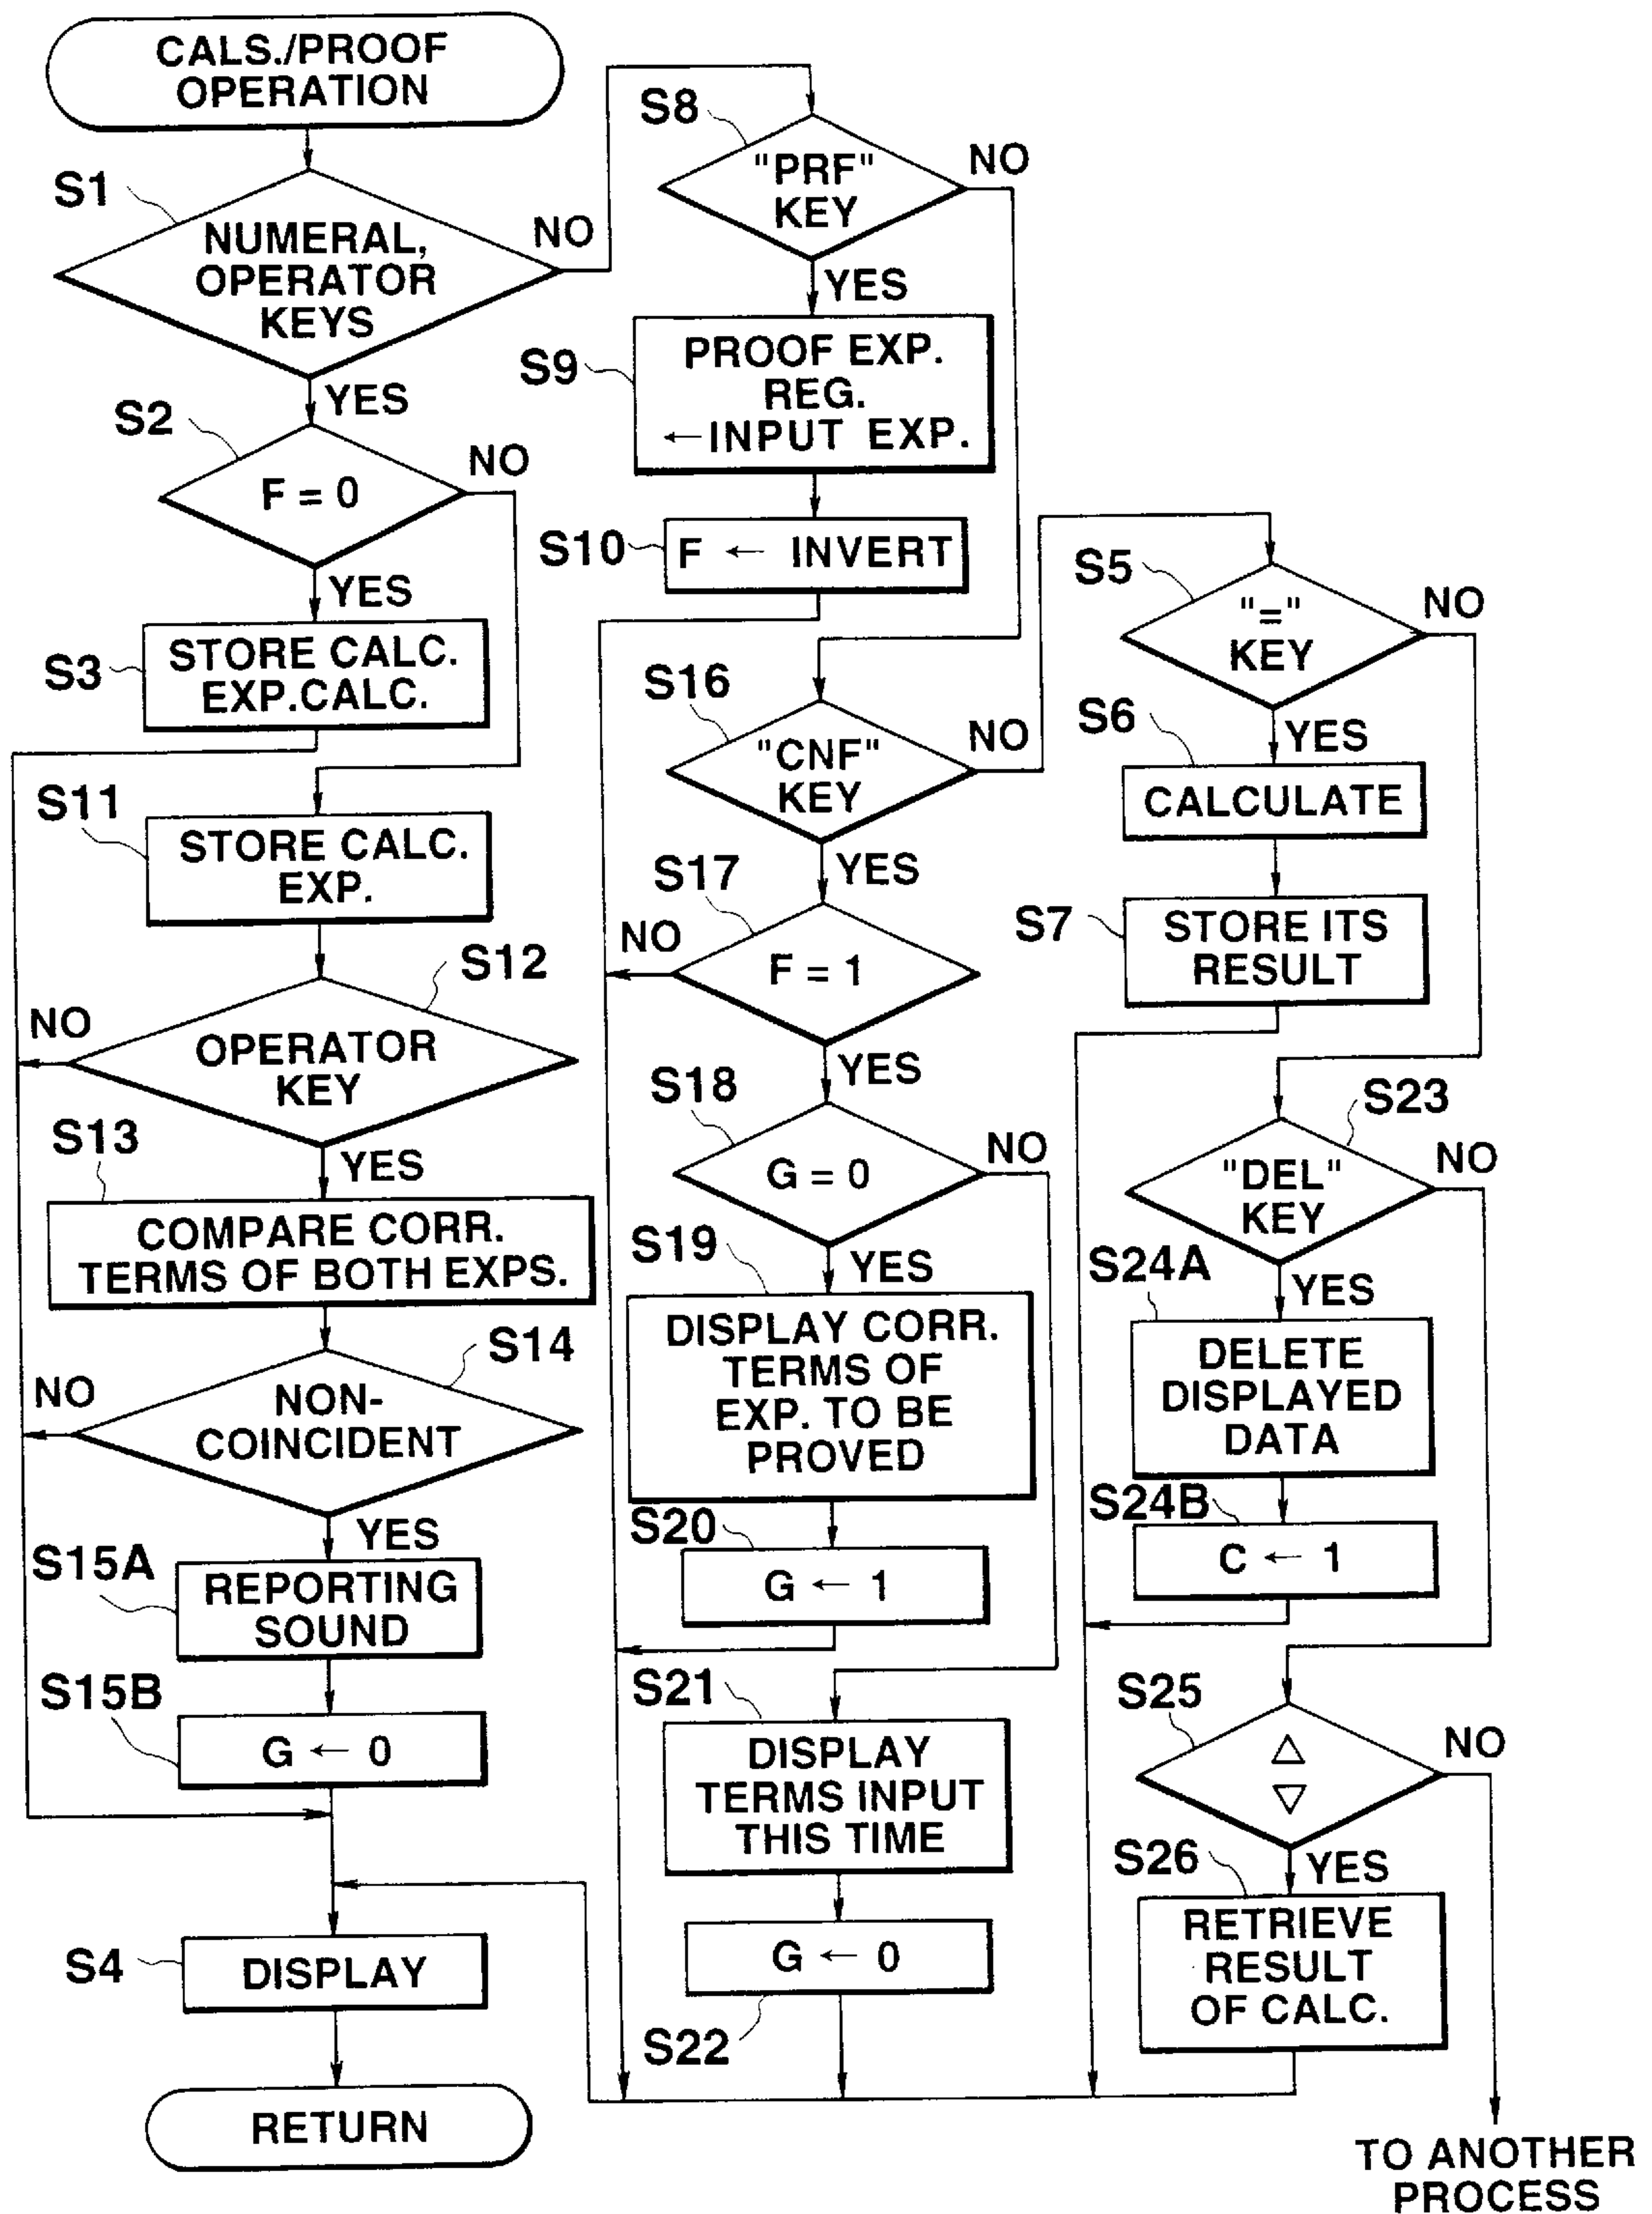 CALS./PROOF
OPERATION
S1
NUMERAL,
OPERATOR
KEYS
NO
YES
S2
F = 0
NO
YES
S3
STORE CALC.
EXP.CALC.
S11
STORE CALC.
EXP.
S12
NO
OPERATOR
KEY
YES
S13
COMPARE CORR.
TERMS OF BOTH EXPS.
S14
NO
NON-
COINCIDENT
YES
S15A
REPORTING
SOUND
S15B
G ← 0
S4
DISPLAY
RETURN
S8
"PRF"
KEY
NO
YES
S9
PROOF EXP.
REG.
←INPUT EXP.
S10
F ← INVERT
S16
"CNF"
KEY
NO
YES
S17
NO
F = 1
YES
S18
G = 0
NO
YES
S19
DISPLAY CORR.
TERMS OF
EXP. TO BE
PROVED
S20
G ← 1
S21
DISPLAY
TERMS INPUT
THIS TIME
G ← 0
S22
S5
"="
KEY
NO
YES
S6
CALCULATE
S7
STORE ITS
RESULT
S23
"DEL"
KEY
NO
YES
S24A
DELETE
DISPLAYED
DATA
S24B
C ← 1
S25
△
▽
NO
YES
S26
RETRIEVE
RESULT
OF CALC.
TO ANOTHER
PROCESS